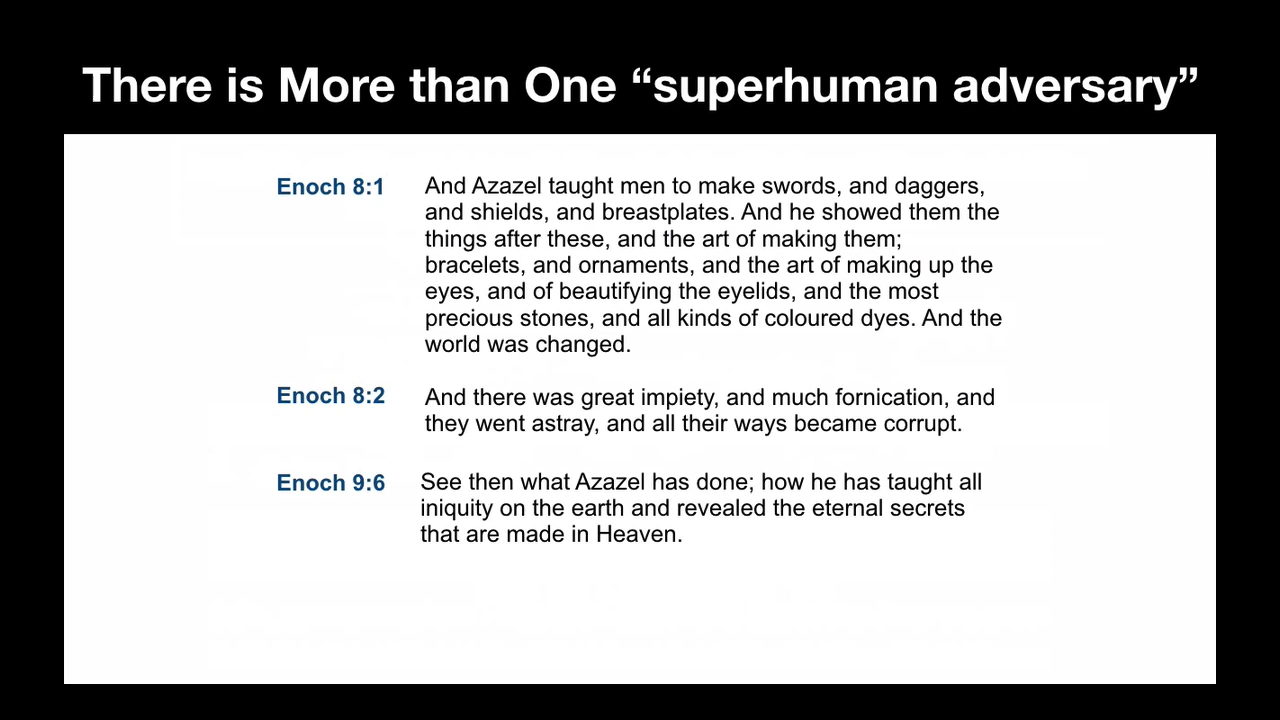 There is More than One “superhuman adversary”
Enoch 8:1 And Azazel taught men to make swords, and daggers,
and shields, and breastplates. And he showed them the
things after these, and the art of making them;
bracelets, and ornaments, and the art of making up the
eyes, and of beautifying the eyelids, and the most
precious stones, and all kinds of coloured dyes. And the
world was changed.
Enoch 8:2 And there was great impiety, and much fornication, and
they went astray, and all their ways became corrupt.
Enoch 9:6 See then what Azazel has done; how he has taught all
iniquity on the earth and revealed the eternal secrets
that are made in Heaven.